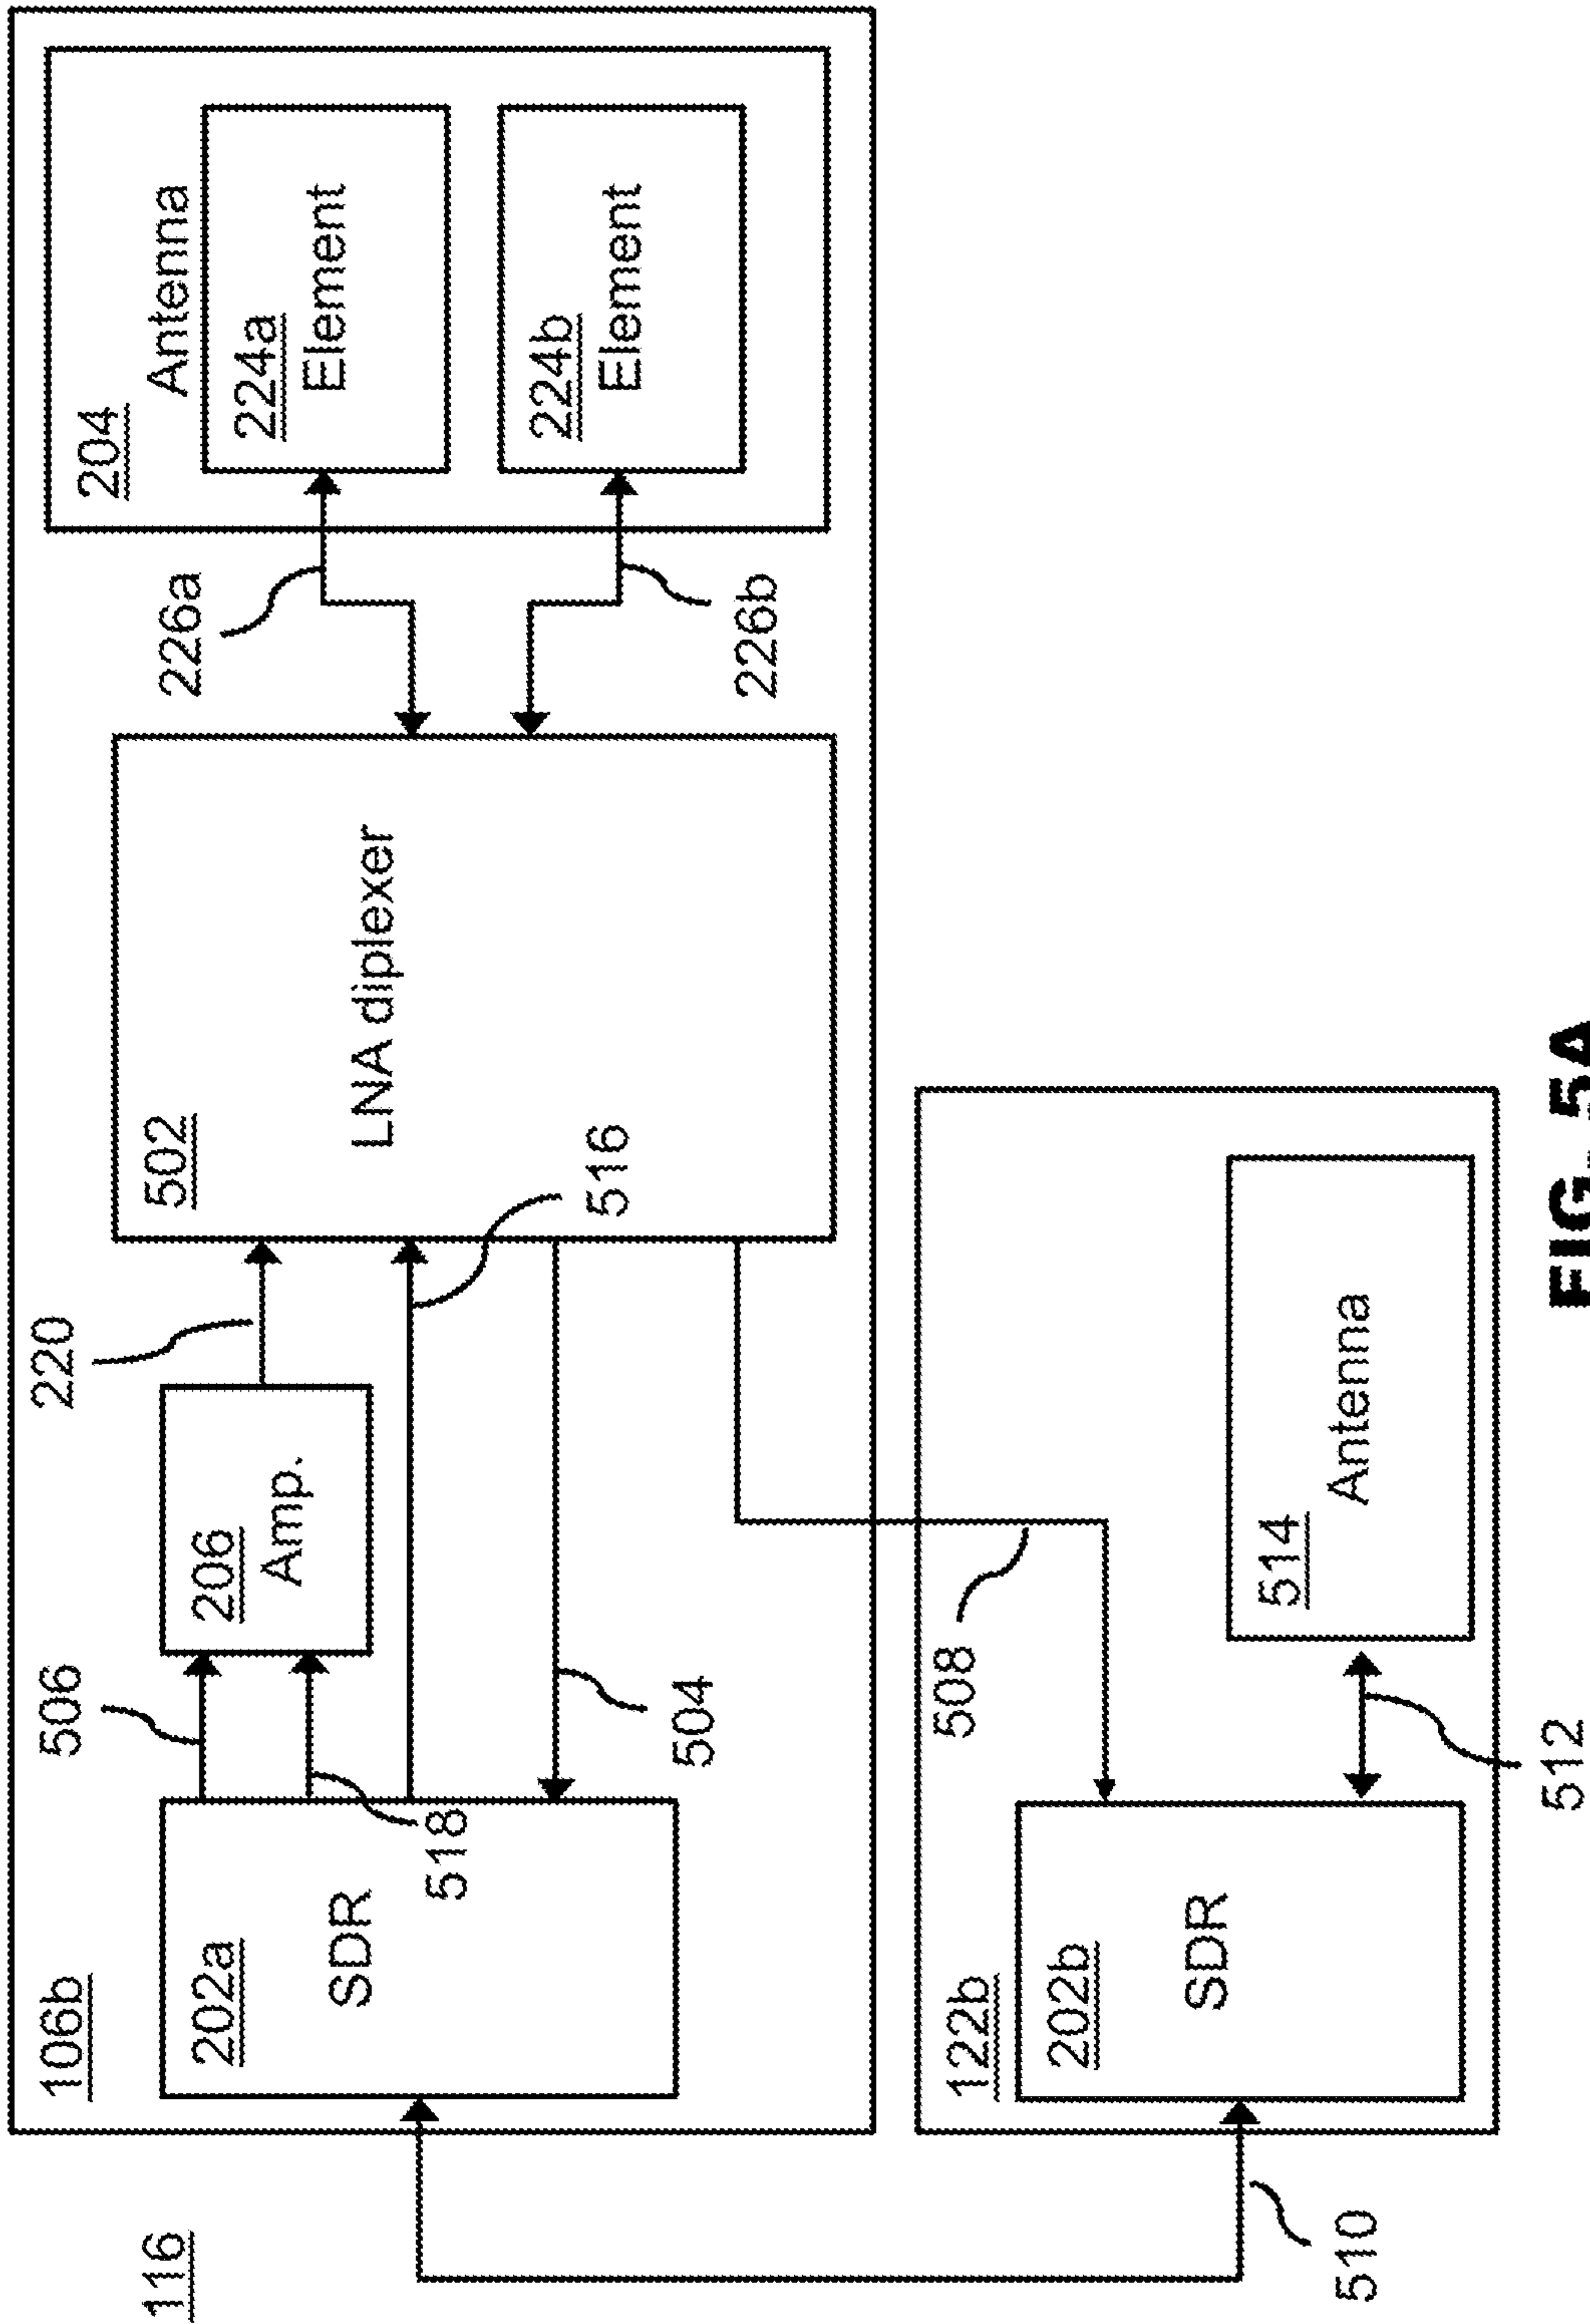 116
106b
202a
SDR
506
518
206
Amp.
220
516
504
502
LNA diplexer
226a
226b
204
Antenna
224a
Element
224b
Element
508
122b
202b
SDR
510
512
514
Antenna
FIG. 5A